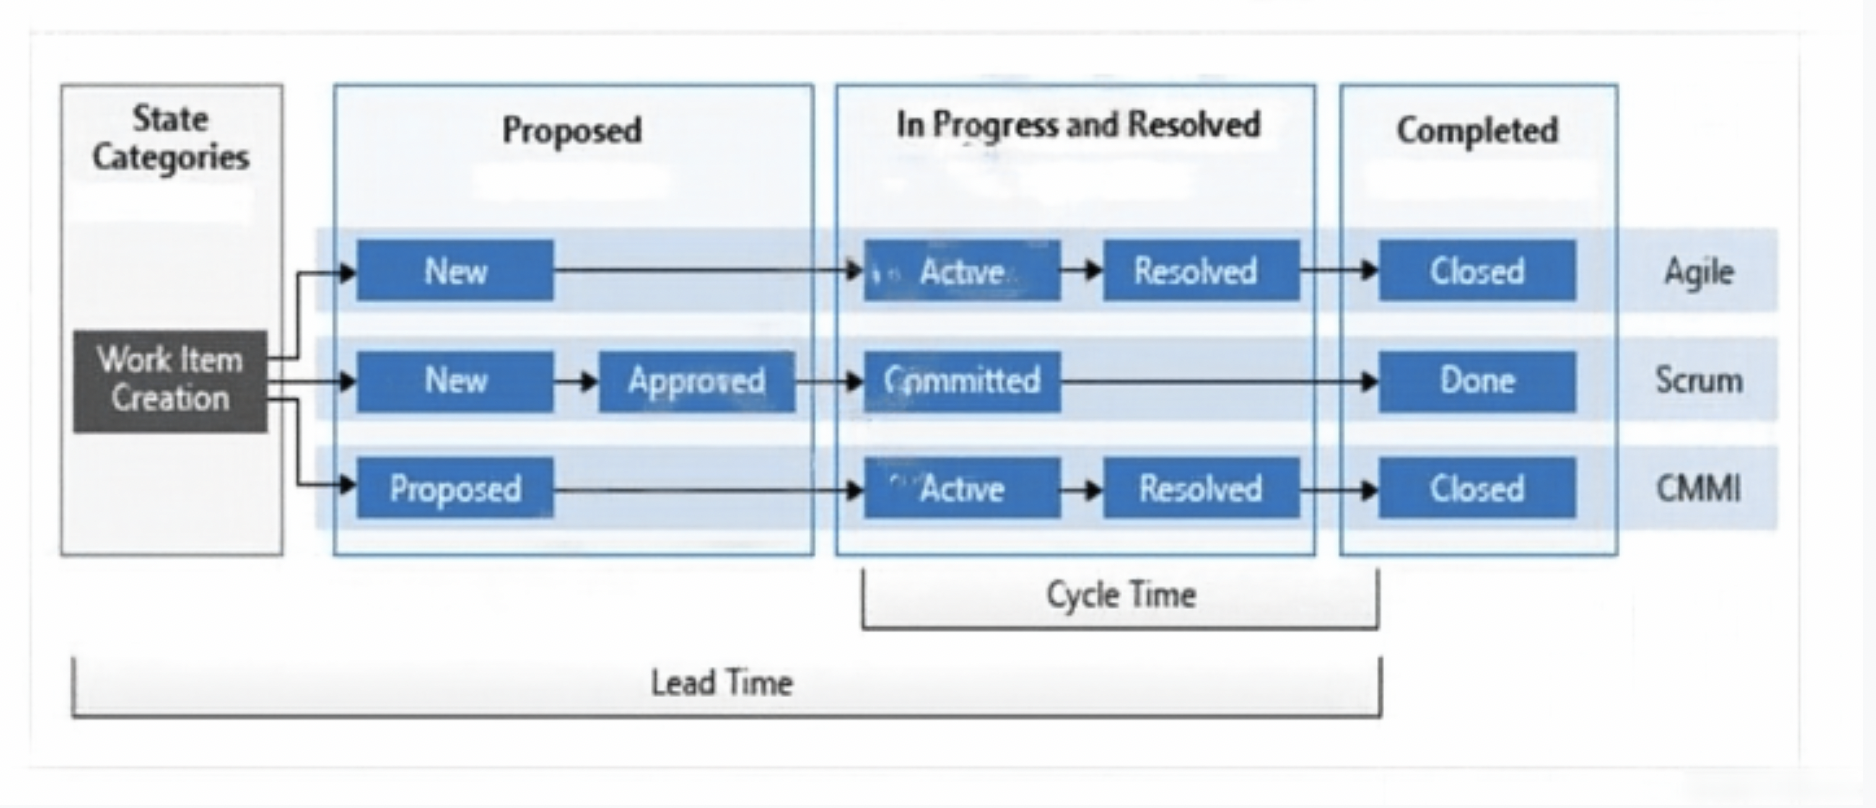 State
Categories
Proposed
In Progress and Resolved
Completed
New
Active
Resolved
Closed
Agile
Work Item
Creation
New
Approved
Committed
Done
Scrum
Proposed
Active
Resolved
Closed
CMMI
Cycle Time
Lead Time